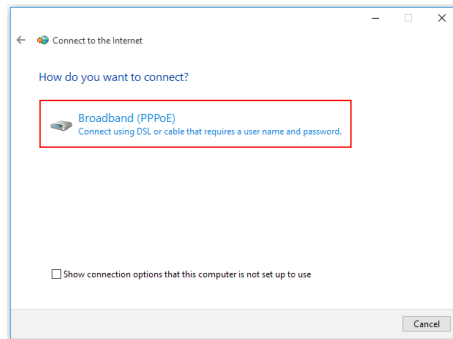 Connect to the Internet
How do you want to connect?
Broadband (PPPoE)
Connect using DSL or cable that requires a user name and password.
Show connection options that this computer is not set up to use
Cancel